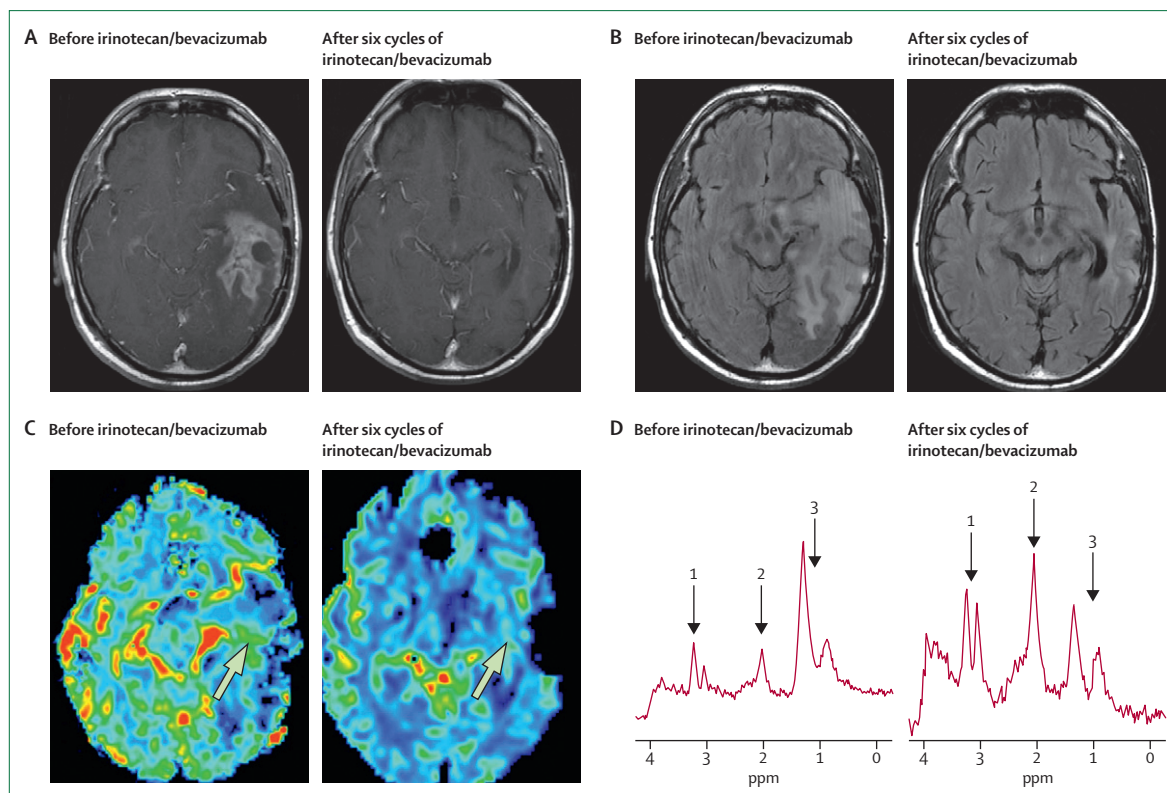 A Before irinotecan/bevacizumab
After six cycles of
irinotecan/bevacizumab
B Before irinotecan/bevacizumab
After six cycles of
irinotecan/bevacizumab
C Before irinotecan/bevacizumab
After six cycles of
irinotecan/bevacizumab
D Before irinotecan/bevacizumab
After six cycles of
irinotecan/bevacizumab
1
2
3
4 3 2 1 0
ppm
1
2
3
4 3 2 1 0
ppm